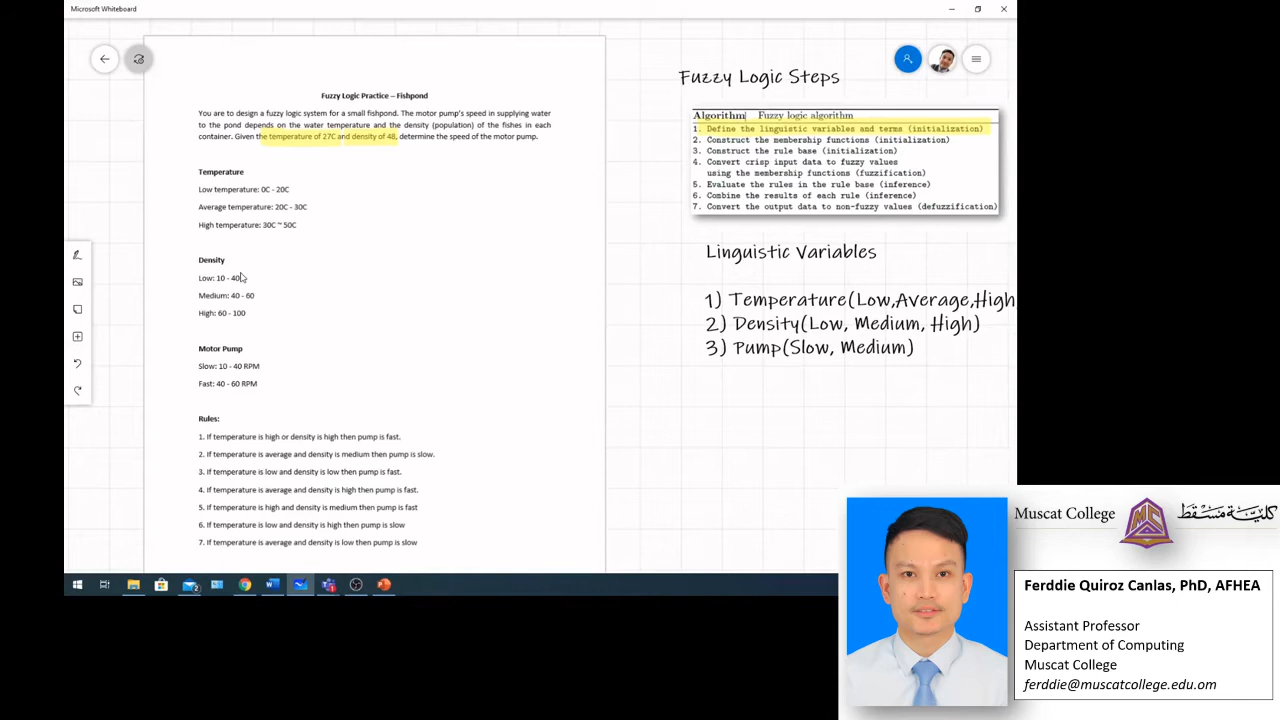 Microsoft Whiteboard
Fuzzy Logic Practice – Fishpond
You are to design a fuzzy logic system for a small fishpond. The motor pump's speed in supplying water
to the pond depends on the water temperature and the density (population) of the fishes in each
container. Given the temperature of 27C and density of 48, determine the speed of the motor pump.
Temperature
Low temperature: 0C - 20C
Average temperature: 20C - 30C
High temperature: 30C ~ 50C
Density
Low: 10 - 40
Medium: 40 - 60
High: 60 - 100
Motor Pump
Slow: 10 - 40 RPM
Fast: 40 - 60 RPM
Rules:
1. If temperature is high or density is high then pump is fast.
2. If temperature is average and density is medium then pump is slow.
3. If temperature is low and density is low then pump is fast.
4. If temperature is average and density is high then pump is fast.
5. If temperature is high and density is medium then pump is fast
6. If temperature is low and density is high then pump is slow
7. If temperature is average and density is low then pump is slow
Fuzzy Logic Steps
Algorithm Fuzzy logic algorithm
1. Define the linguistic variables and terms (initialization)
2. Construct the membership functions (initialization)
3. Construct the rule base (initialization)
4. Convert crisp input data to fuzzy values
using the membership functions (fuzzification)
5. Evaluate the rules in the rule base (inference)
6. Combine the results of each rule (inference)
7. Convert the output data to non-fuzzy values (defuzzification)
Linguistic Variables
1) Temperature(Low,Average,High
2) Density(Low, Medium, High)
3) Pump(Slow, Medium)
Muscat College
كلية مسقط
Ferddie Quiroz Canlas, PhD, AFHEA
Assistant Professor
Department of Computing
Muscat College
ferddie@muscatcollege.edu.om